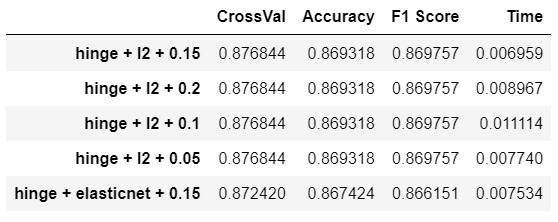 CrossVal Accuracy F1 Score Time
hinge + l2 + 0.15 0.876844 0.869318 0.869757 0.006959
hinge + l2 + 0.2 0.876844 0.869318 0.869757 0.008967
hinge + l2 + 0.1 0.876844 0.869318 0.869757 0.011114
hinge + l2 + 0.05 0.876844 0.869318 0.869757 0.007740
hinge + elasticnet + 0.15 0.872420 0.867424 0.866151 0.007534